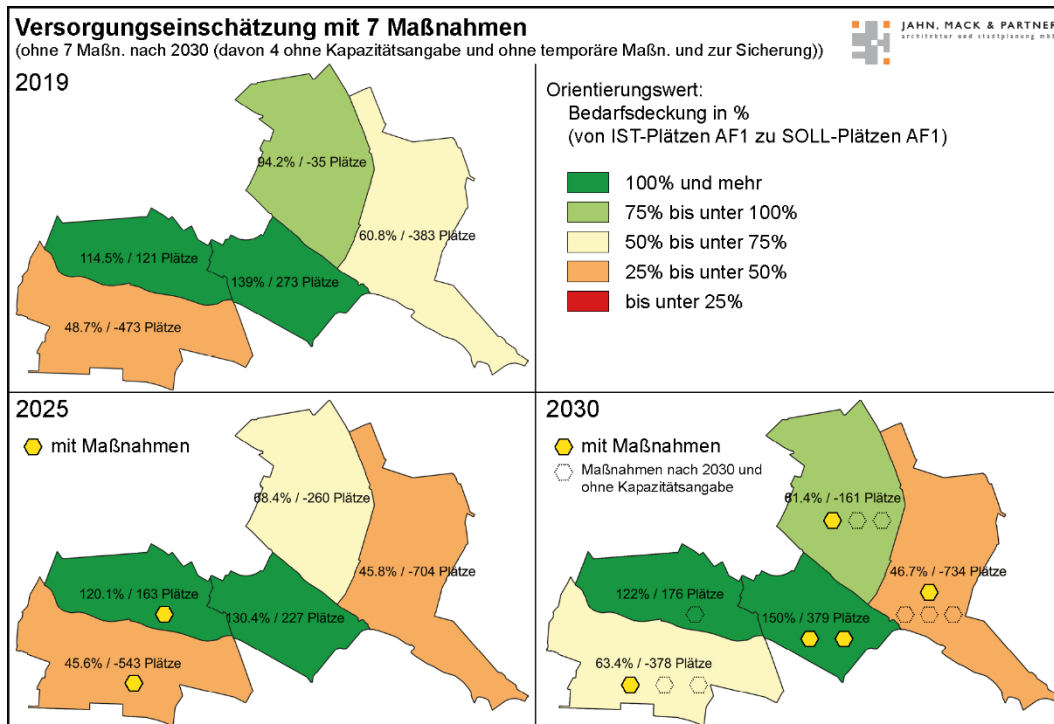 Versorgungseinschätzung mit 7 Maßnahmen
(ohne 7 Maßn. nach 2030 (davon 4 ohne Kapazitätsangabe und ohne temporäre Maßn. und zur Sicherung))
JAHN, MACK & PARTNER
architektur und stadtplanung mbB
2019
94.2% / -35 Plätze
60.8% / -383 Plätze
114.5% / 121 Plätze
139% / 273 Plätze
48.7% / -473 Plätze
Orientierungswert:
Bedarfsdeckung in %
(von IST-Plätzen AF1 zu SOLL-Plätzen AF1)
100% und mehr
75% bis unter 100%
50% bis unter 75%
25% bis unter 50%
bis unter 25%
2025
mit Maßnahmen
68.4% / -260 Plätze
45.8% / -704 Plätze
120.1% / 163 Plätze
130.4% / 227 Plätze
45.6% / -543 Plätze
2030
mit Maßnahmen
Maßnahmen nach 2030 und
ohne Kapazitätsangabe
81.4% / -161 Plätze
46.7% / -734 Plätze
122% / 176 Plätze
150% / 379 Plätze
63.4% / -378 Plätze